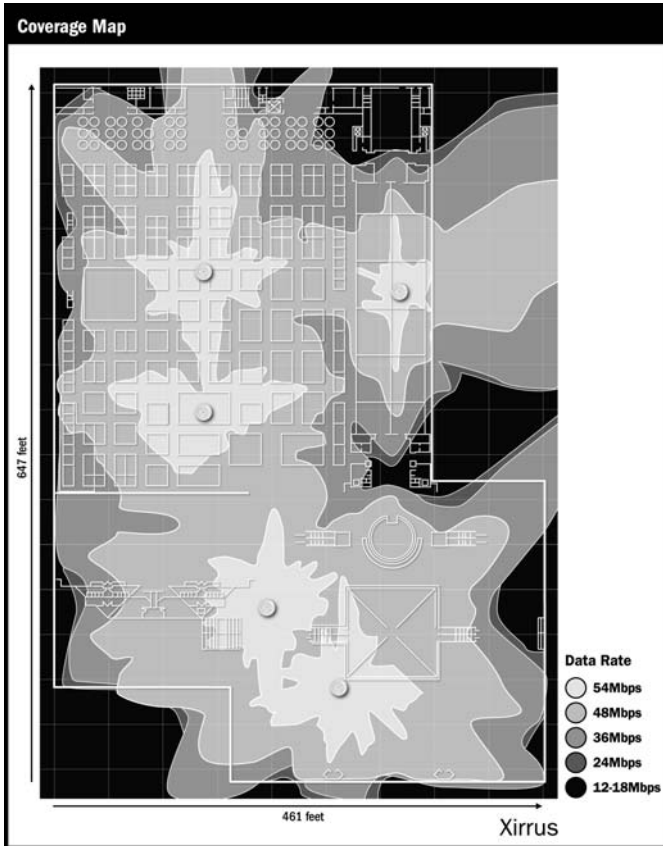 Coverage Map
647 feet
Data Rate
54Mbps
48Mbps
36Mbps
24Mbps
12-18Mbps
461 feet
Xirrus